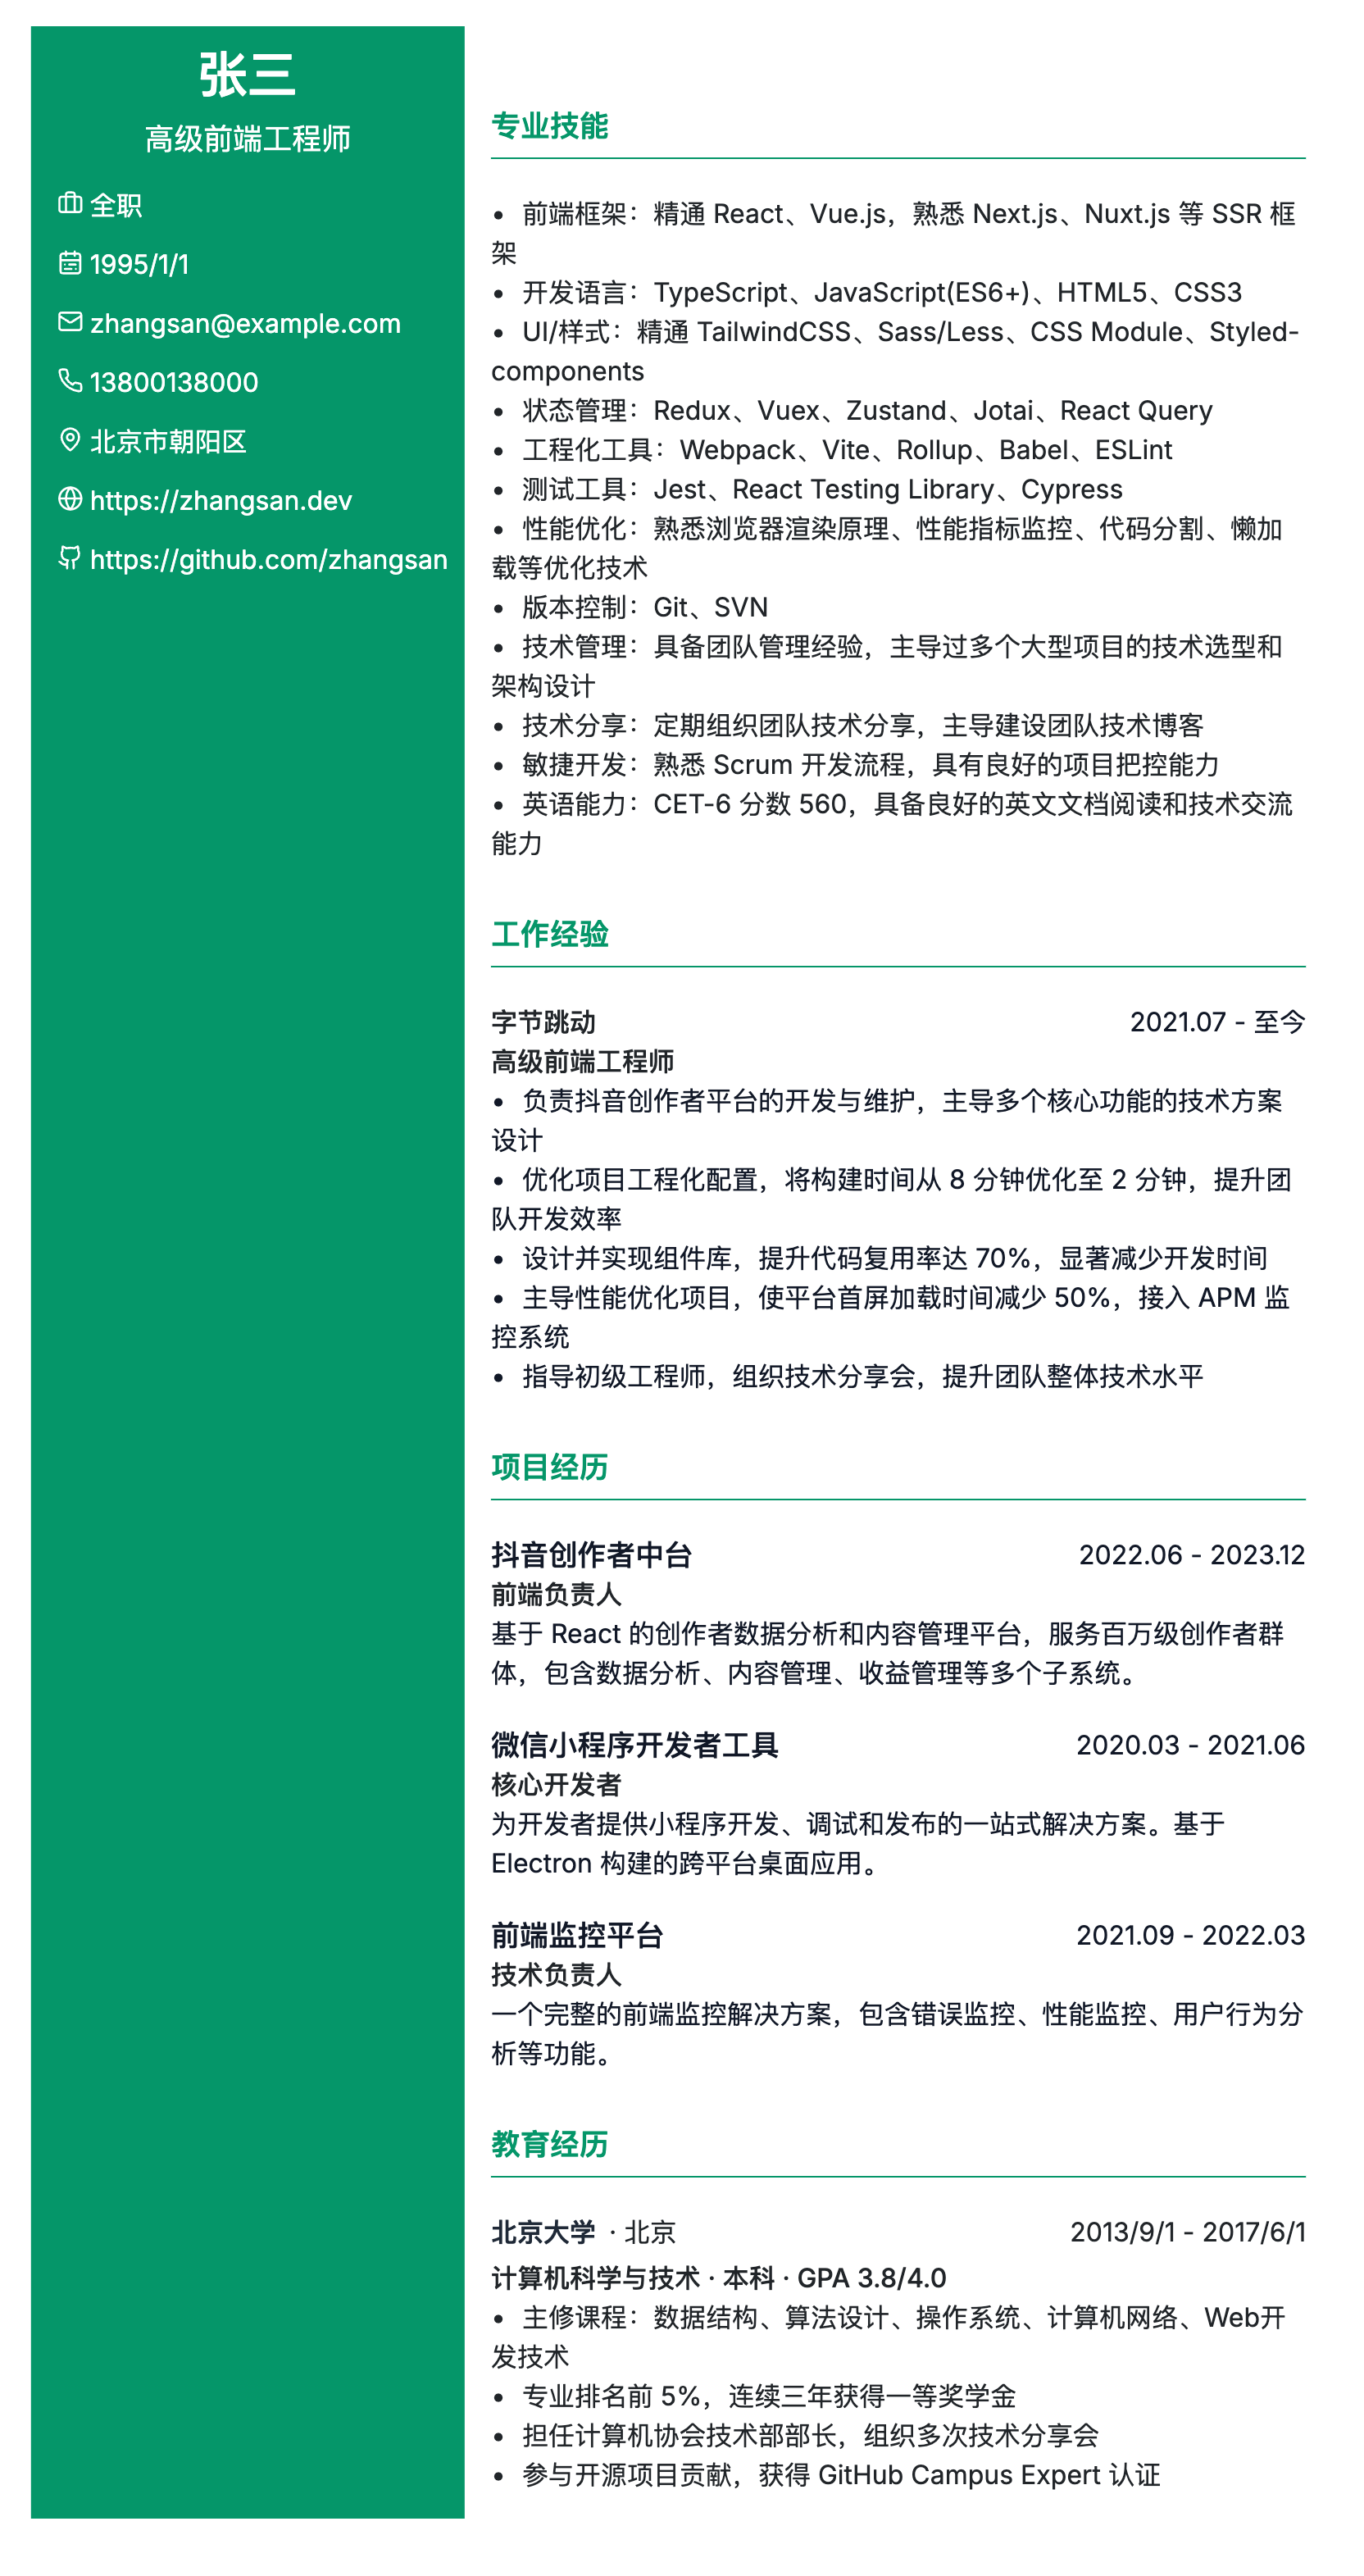 张三
高级前端工程师
全职
1995/1/1
zhangsan@example.com
13800138000
北京市朝阳区
https://zhangsan.dev
https://github.com/zhangsan
专业技能
• 前端框架：精通 React、Vue.js，熟悉 Next.js、Nuxt.js 等 SSR 框
架
• 开发语言：TypeScript、JavaScript(ES6+)、HTML5、CSS3
• UI/样式：精通 TailwindCSS、Sass/Less、CSS Module、Styled-
components
• 状态管理：Redux、Vuex、Zustand、Jotai、React Query
• 工程化工具：Webpack、Vite、Rollup、Babel、ESLint
• 测试工具：Jest、React Testing Library、Cypress
• 性能优化：熟悉浏览器渲染原理、性能指标监控、代码分割、懒加
载等优化技术
• 版本控制：Git、SVN
• 技术管理：具备团队管理经验，主导过多个大型项目的技术选型和
架构设计
• 技术分享：定期组织团队技术分享，主导建设团队技术博客
• 敏捷开发：熟悉 Scrum 开发流程，具有良好的项目把控能力
• 英语能力：CET-6 分数 560，具备良好的英文文档阅读和技术交流
能力
工作经验
字节跳动 2021.07 - 至今
高级前端工程师
• 负责抖音创作者平台的开发与维护，主导多个核心功能的技术方案
设计
• 优化项目工程化配置，将构建时间从 8 分钟优化至 2 分钟，提升团
队开发效率
• 设计并实现组件库，提升代码复用率达 70%，显著减少开发时间
• 主导性能优化项目，使平台首屏加载时间减少 50%，接入 APM 监
控系统
• 指导初级工程师，组织技术分享会，提升团队整体技术水平
项目经历
抖音创作者中台 2022.06 - 2023.12
前端负责人
基于 React 的创作者数据分析和内容管理平台，服务百万级创作者群
体，包含数据分析、内容管理、收益管理等多个子系统。
微信小程序开发者工具 2020.03 - 2021.06
核心开发者
为开发者提供小程序开发、调试和发布的一站式解决方案。基于
Electron 构建的跨平台桌面应用。
前端监控平台 2021.09 - 2022.03
技术负责人
一个完整的前端监控解决方案，包含错误监控、性能监控、用户行为分
析等功能。
教育经历
北京大学 · 北京 2013/9/1 - 2017/6/1
计算机科学与技术 · 本科 · GPA 3.8/4.0
• 主修课程：数据结构、算法设计、操作系统、计算机网络、Web开
发技术
• 专业排名前 5%，连续三年获得一等奖学金
• 担任计算机协会技术部部长，组织多次技术分享会
• 参与开源项目贡献，获得 GitHub Campus Expert 认证